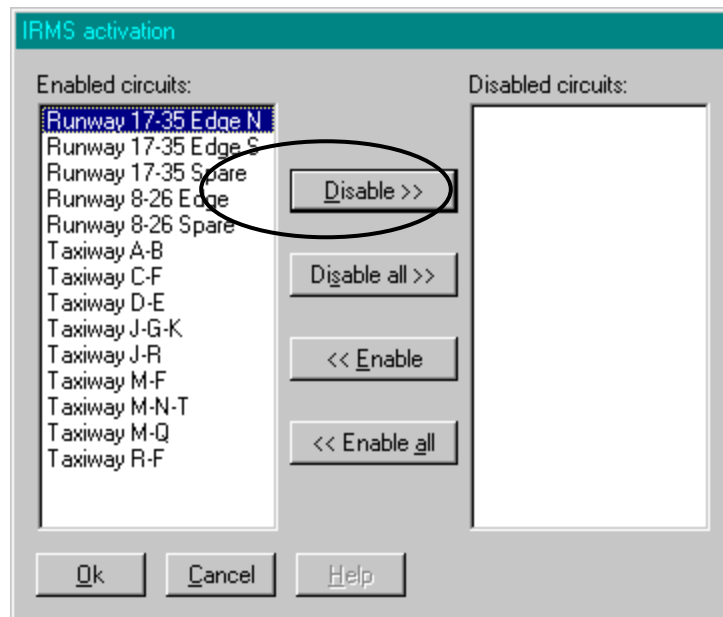 IRMS activation
Enabled circuits:
Disabled circuits:
Runway 17-35 Edge N
Runway 17-35 Edge S
Runway 17-35 Spare
Runway 8-26 Edge
Runway 8-26 Spare
Taxiway A-B
Taxiway C-F
Taxiway D-E
Taxiway J-G-K
Taxiway J-R
Taxiway M-F
Taxiway M-N-T
Taxiway M-Q
Taxiway R-F
Disable >>
Disable all >>
<< Enable
<< Enable all
Ok
Cancel
Help